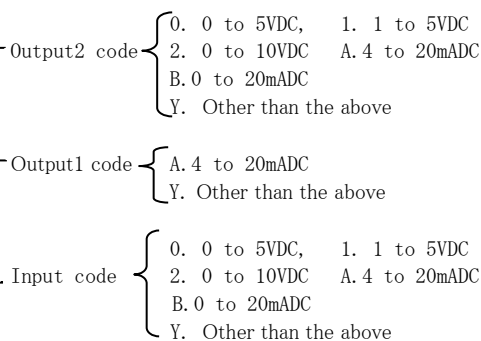 0. 0 to 5VDC, 1. 1 to 5VDC
Output2 code 2. 0 to 10VDC A.4 to 20mADC
B.0 to 20mADC
Y. Other than the above
Output1 code A.4 to 20mADC
Y. Other than the above
0. 0 to 5VDC, 1. 1 to 5VDC
Input code 2. 0 to 10VDC A.4 to 20mADC
B.0 to 20mADC
Y. Other than the above